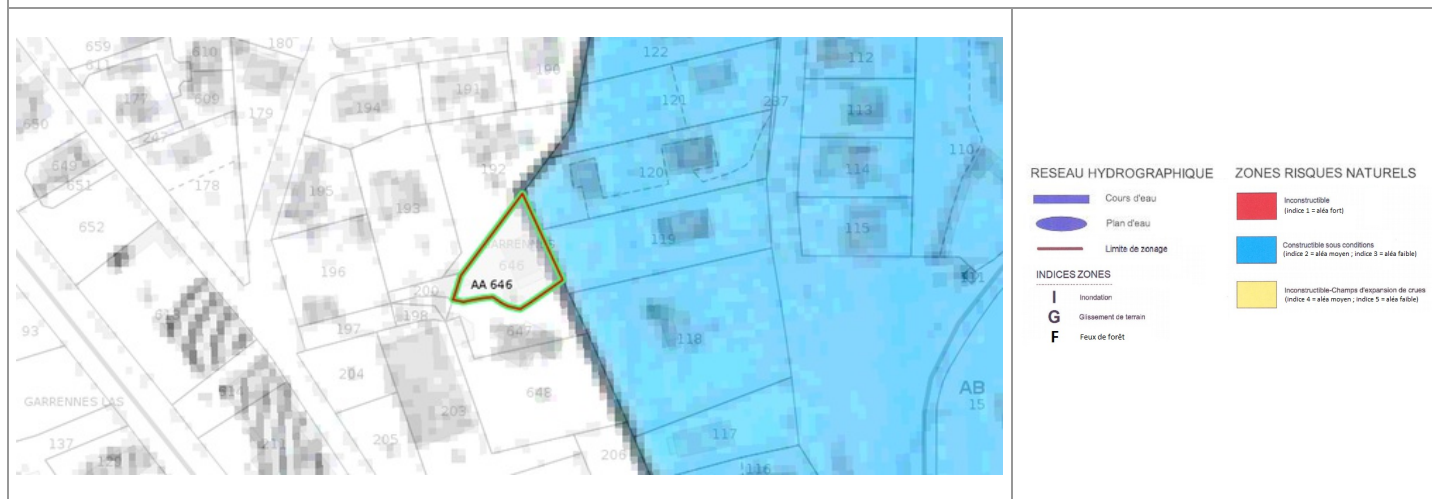 659
180
610
611
190
122
112
191
177
609
194
121
237
113
179
650
247
192
120
114
110
649
651
178
195
193
119
115
652
GARRENNES
646
196
AA 646
200
198
93
197
647
118
204
648
AB
15
GARRENNES LAS
203
137
205
117
211
206
116
RESEAU HYDROGRAPHIQUE
Cours d'eau
Plan d'eau
Limite de zonage
INDICES ZONES
I Inondation
G Glissement de terrain
F Feux de forêt
ZONES RISQUES NATURELS
Inconstructible
(indice 1 = aléa fort)
Constructible sous conditions
(indice 2 = aléa moyen ; indice 3 = aléa faible)
Inconstructible-Champs d'expansion de crues
(indice 4 = aléa moyen ; indice 5 = aléa faible)